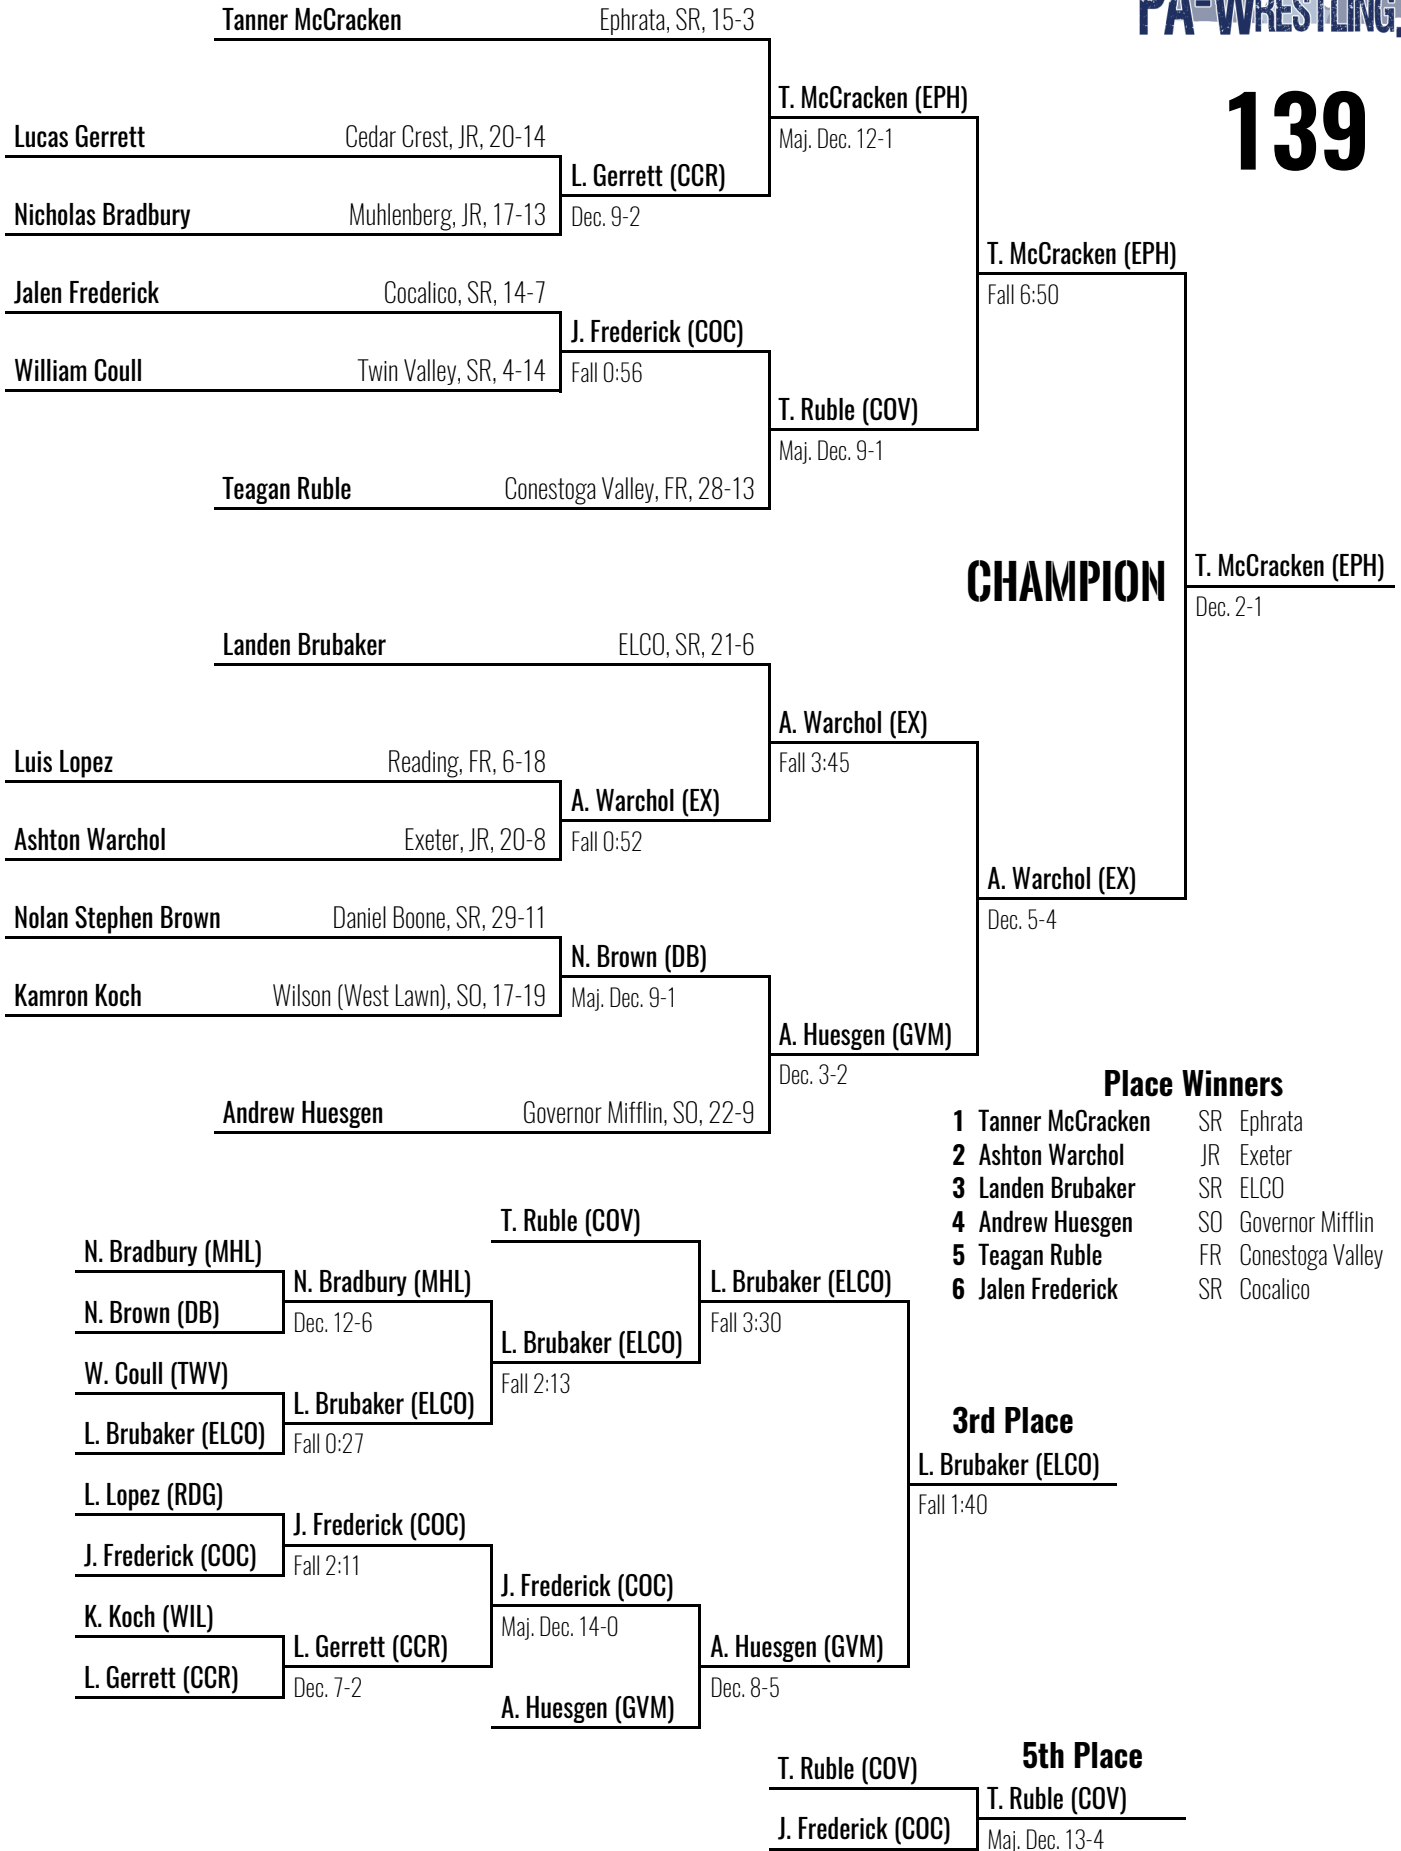 PA-WRESTLING.
139
Tanner McCracken Ephrata, SR, 15-3
T. McCracken (EPH)
Maj. Dec. 12-1
Lucas Gerrett Cedar Crest, JR, 20-14
L. Gerrett (CCR)
Dec. 9-2
Nicholas Bradbury Muhlenberg, JR, 17-13
T. McCracken (EPH)
Fall 6:50
Jalen Frederick Cocalico, SR, 14-7
J. Frederick (COC)
Fall 0:56
William Coull Twin Valley, SR, 4-14
T. Ruble (COV)
Maj. Dec. 9-1
Teagan Ruble Conestoga Valley, FR, 28-13
CHAMPION
T. McCracken (EPH)
Dec. 2-1
Landen Brubaker ELCO, SR, 21-6
A. Warchol (EX)
Fall 3:45
Luis Lopez Reading, FR, 6-18
A. Warchol (EX)
Fall 0:52
Ashton Warchol Exeter, JR, 20-8
A. Warchol (EX)
Dec. 5-4
Nolan Stephen Brown Daniel Boone, SR, 29-11
N. Brown (DB)
Maj. Dec. 9-1
Kamron Koch Wilson (West Lawn), SO, 17-19
A. Huesgen (GVM)
Dec. 3-2
Andrew Huesgen Governor Mifflin, SO, 22-9
Place Winners
1 Tanner McCracken SR Ephrata
2 Ashton Warchol JR Exeter
3 Landen Brubaker SR ELCO
4 Andrew Huesgen SO Governor Mifflin
5 Teagan Ruble FR Conestoga Valley
6 Jalen Frederick SR Cocalico
T. Ruble (COV)
N. Bradbury (MHL)
N. Bradbury (MHL)
Dec. 12-6
N. Brown (DB)
L. Brubaker (ELCO)
Fall 3:30
L. Brubaker (ELCO)
Fall 2:13
W. Coull (TWV)
L. Brubaker (ELCO)
Fall 0:27
L. Brubaker (ELCO)
3rd Place
L. Brubaker (ELCO)
Fall 1:40
L. Lopez (RDG)
J. Frederick (COC)
Fall 2:11
J. Frederick (COC)
J. Frederick (COC)
Maj. Dec. 14-0
K. Koch (WIL)
L. Gerrett (CCR)
Dec. 7-2
L. Gerrett (CCR)
A. Huesgen (GVM)
Dec. 8-5
A. Huesgen (GVM)
5th Place
T. Ruble (COV)
T. Ruble (COV)
Maj. Dec. 13-4
J. Frederick (COC)